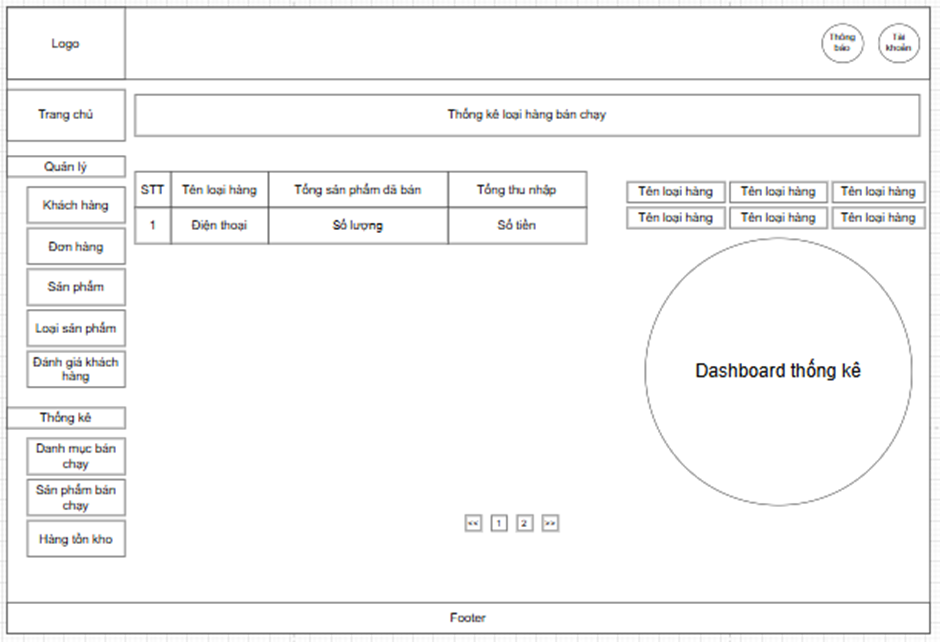 Logo
Thông
báo
Tài
khoản
Trang chủ
Thống kê loại hàng bán chạy
Quản lý
Khách hàng
Đơn hàng
Sản phẩm
Loại sản phẩm
Đánh giá khách
hàng
Thống kê
Danh mục bán
chạy
Sản phẩm bán
chạy
Hàng tồn kho
STT Tên loại hàng Tổng sản phẩm đã bán Tổng thu nhập
1 Điện thoại Số lượng Số tiền
Tên loại hàng Tên loại hàng Tên loại hàng
Tên loại hàng Tên loại hàng Tên loại hàng
Dashboard thống kê
<< 1 2 >>
Footer